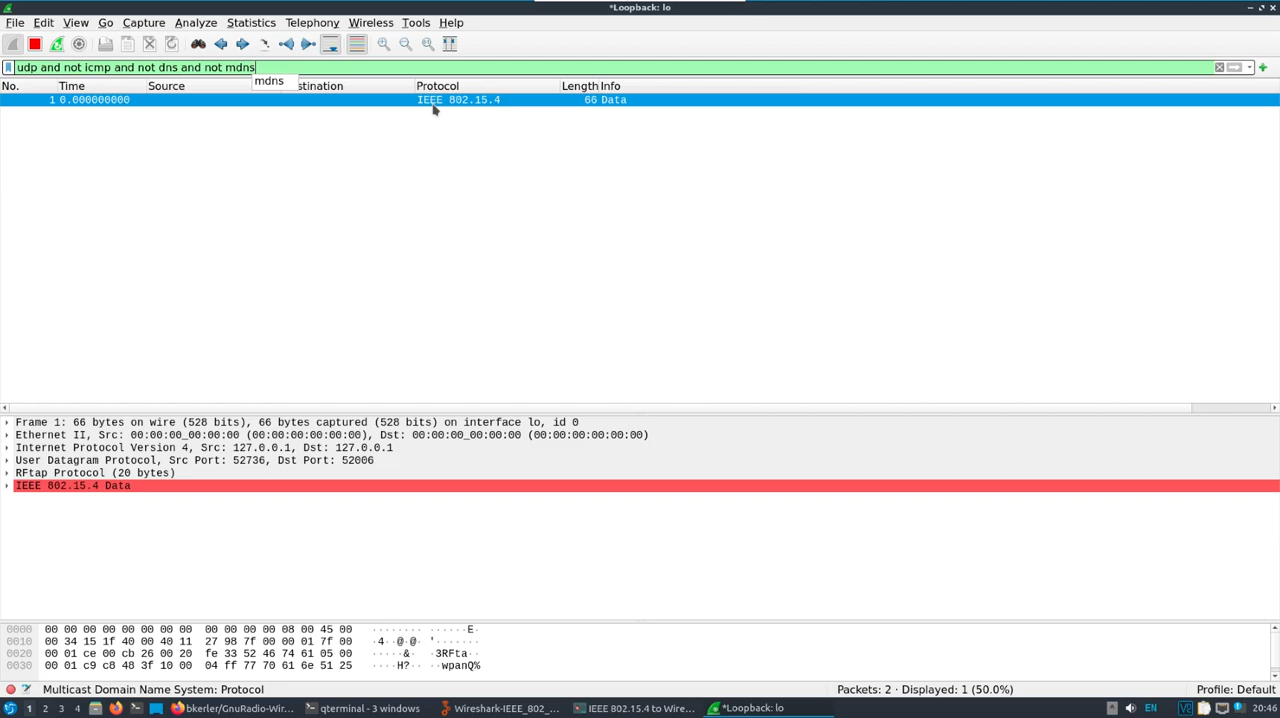 *Loopback: lo
File Edit View Go Capture Analyze Statistics Telephony Wireless Tools Help
udp and not icmp and not dns and not mdns
mdns
No. Time Source stination Protocol Length Info
1 0.000000000 IEEE 802.15.4 66 Data
Frame 1: 66 bytes on wire (528 bits), 66 bytes captured (528 bits) on interface lo, id 0
Ethernet II, Src: 00:00:00_00:00:00 (00:00:00:00:00:00), Dst: 00:00:00_00:00:00 (00:00:00:00:00:00)
Internet Protocol Version 4, Src: 127.0.0.1, Dst: 127.0.0.1
User Datagram Protocol, Src Port: 52736, Dst Port: 52006
RFtap Protocol (20 bytes)
IEEE 802.15.4 Data
0000 00 00 00 00 00 00 00 00 00 00 00 00 08 00 45 00 ········ ······E·
0010 00 34 15 1f 40 00 40 11 27 98 7f 00 00 01 7f 00 ·4··@·@· '·······
0020 00 01 ce 00 cb 26 00 20 fe 33 52 46 74 61 05 00 ·····&· ·3RFta··
0030 00 01 c9 c8 48 3f 10 00 04 ff 77 70 61 6e 51 25 ····H?·· ··wpanQ%
Multicast Domain Name System: Protocol Packets: 2 · Displayed: 1 (50.0%) Profile: Default
1 2 3 4 bkerler/GnuRadio-Wir... qterminal - 3 windows Wireshark-IEEE_802_... IEEE 802.15.4 to Wire... *Loopback: lo EN 20:46